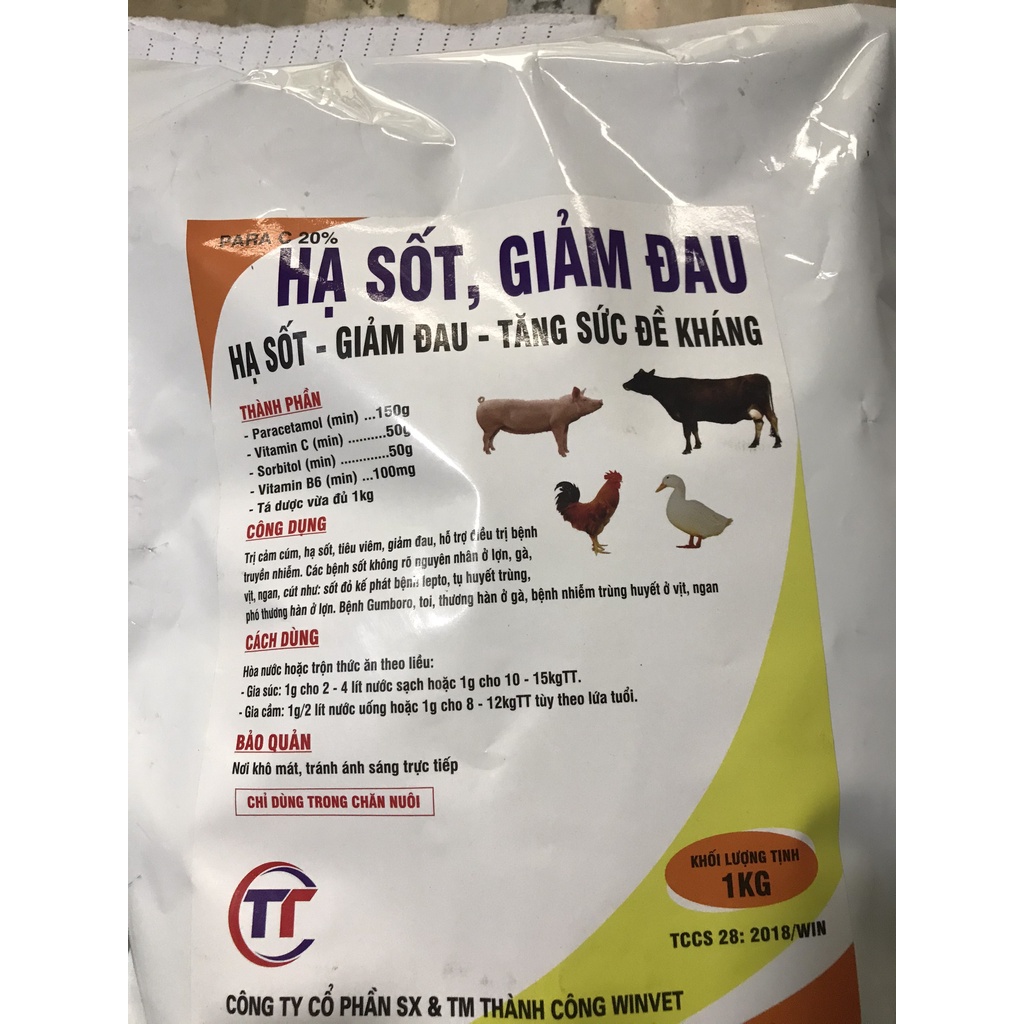 PARA C 20%
HẠ SỐT, GIẢM ĐAU
HẠ SỐT - GIẢM ĐAU - TĂNG SỨC ĐỀ KHÁNG
THÀNH PHẦN
- Paracetamol (min) ...150g
- Vitamin C (min) ..........50g
- Sorbitol (min) .............50g
- Vitamin B6 (min) ...100mg
- Tá dược vừa đủ 1kg
CÔNG DỤNG
Trị cảm cúm, hạ sốt, tiêu viêm, giảm đau, hỗ trợ điều trị bệnh
truyền nhiễm. Các bệnh sốt không rõ nguyên nhân ở lợn, gà,
vịt, ngan, cút như: sốt đỏ kế phát bệnh lepto, tụ huyết trùng,
phó thương hàn ở lợn. Bệnh Gumboro, toi, thương hàn ở gà, bệnh nhiễm trùng huyết ở vịt, ngan
CÁCH DÙNG
Hòa nước hoặc trộn thức ăn theo liều:
- Gia súc: 1g cho 2 - 4 lít nước sạch hoặc 1g cho 10 - 15kgTT.
- Gia cầm: 1g/2 lít nước uống hoặc 1g cho 8 - 12kgTT tùy theo lứa tuổi.
BẢO QUẢN
Nơi khô mát, tránh ánh sáng trực tiếp
CHỈ DÙNG TRONG CHĂN NUÔI
KHỐI LƯỢNG TỊNH
1KG
TT
TCCS 28: 2018/WIN
CÔNG TY CỔ PHẦN SX & TM THÀNH CÔNG WINVET